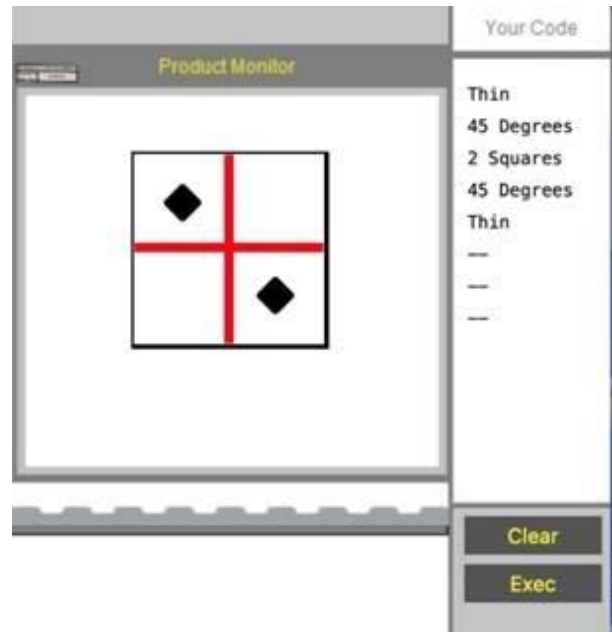 Your Code
Product Monitor
Thin
45 Degrees
2 Squares
45 Degrees
Thin
--
--
--
Clear
Exec